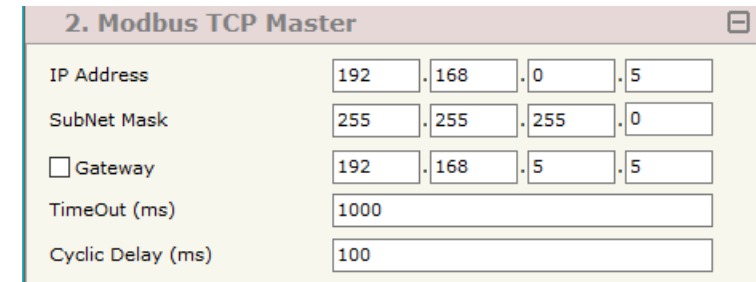 2. Modbus TCP Master
IP Address 192 . 168 . 0 . 5
SubNet Mask 255 . 255 . 255 . 0
Gateway 192 . 168 . 5 . 5
TimeOut (ms) 1000
Cyclic Delay (ms) 100